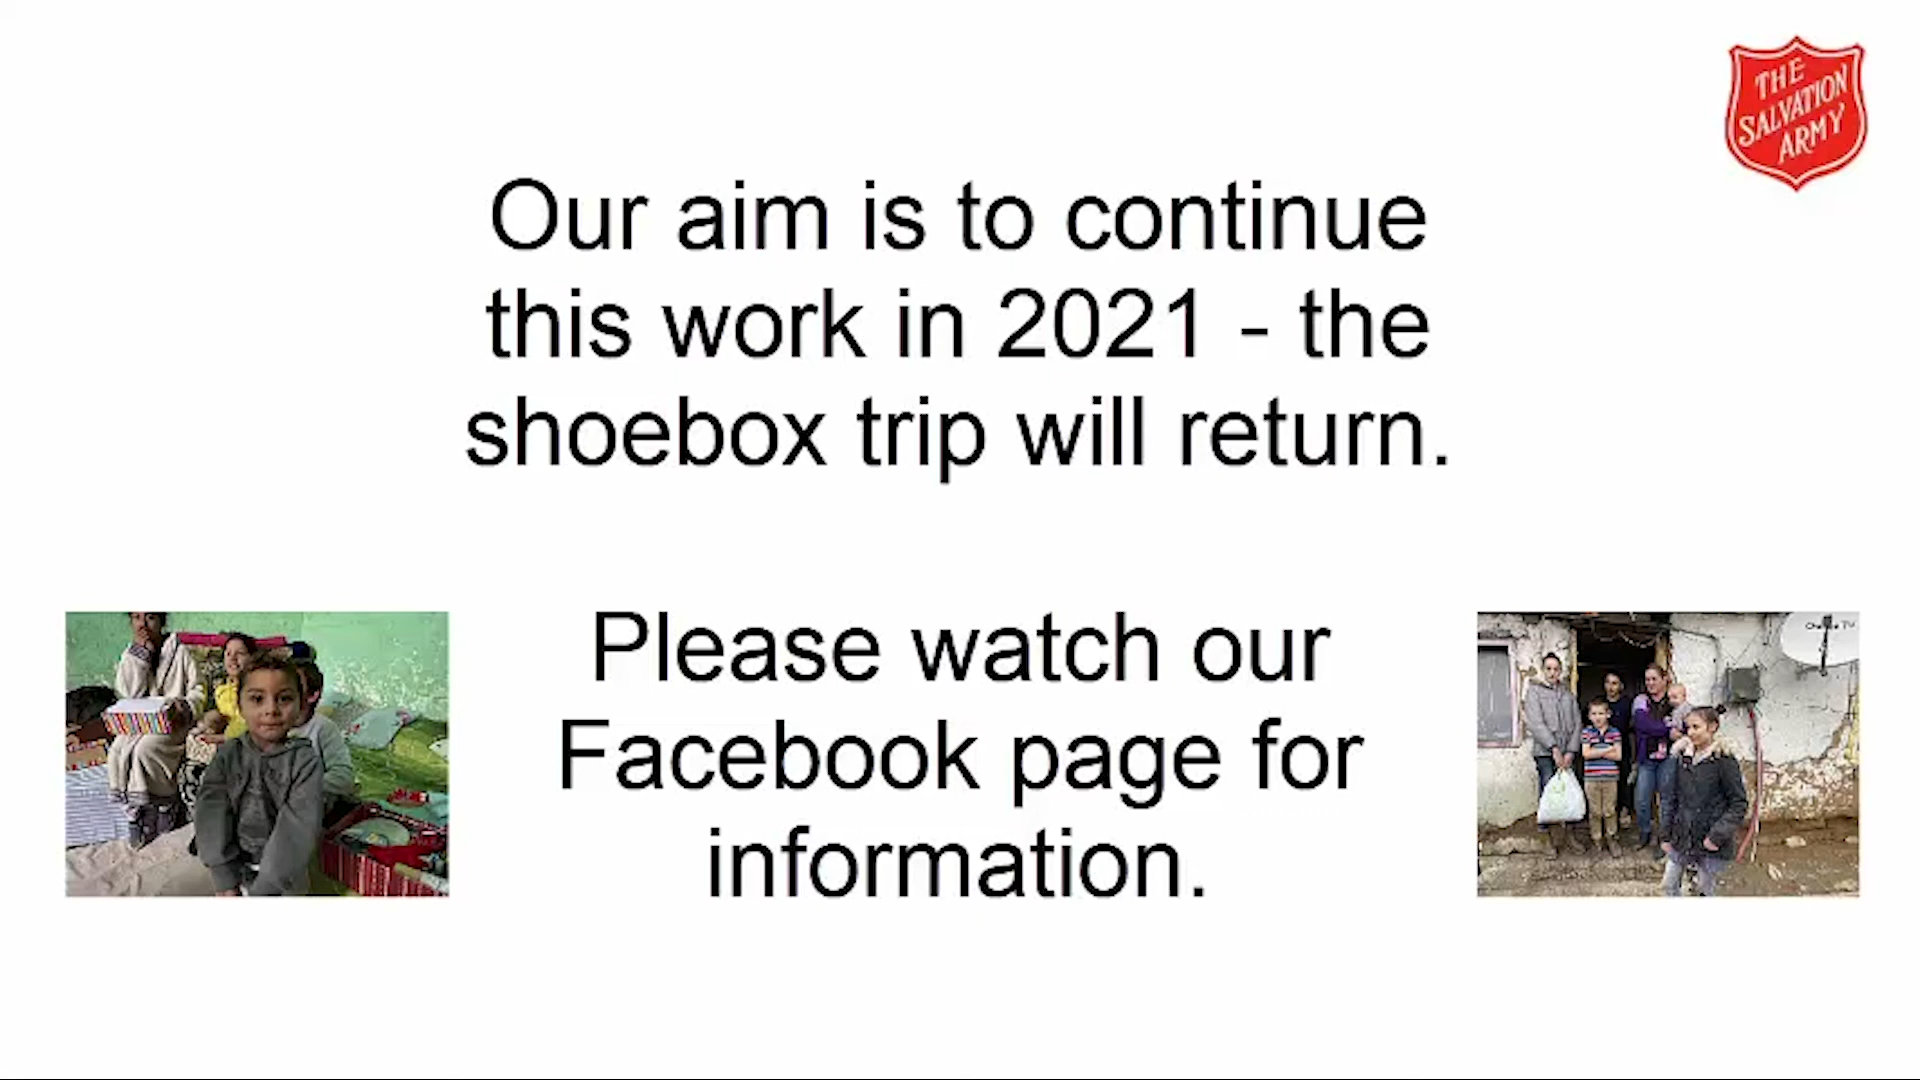 THE
SALVATION
ARMY
Our aim is to continue
this work in 2021 - the
shoebox trip will return.
Please watch our
Facebook page for
information.